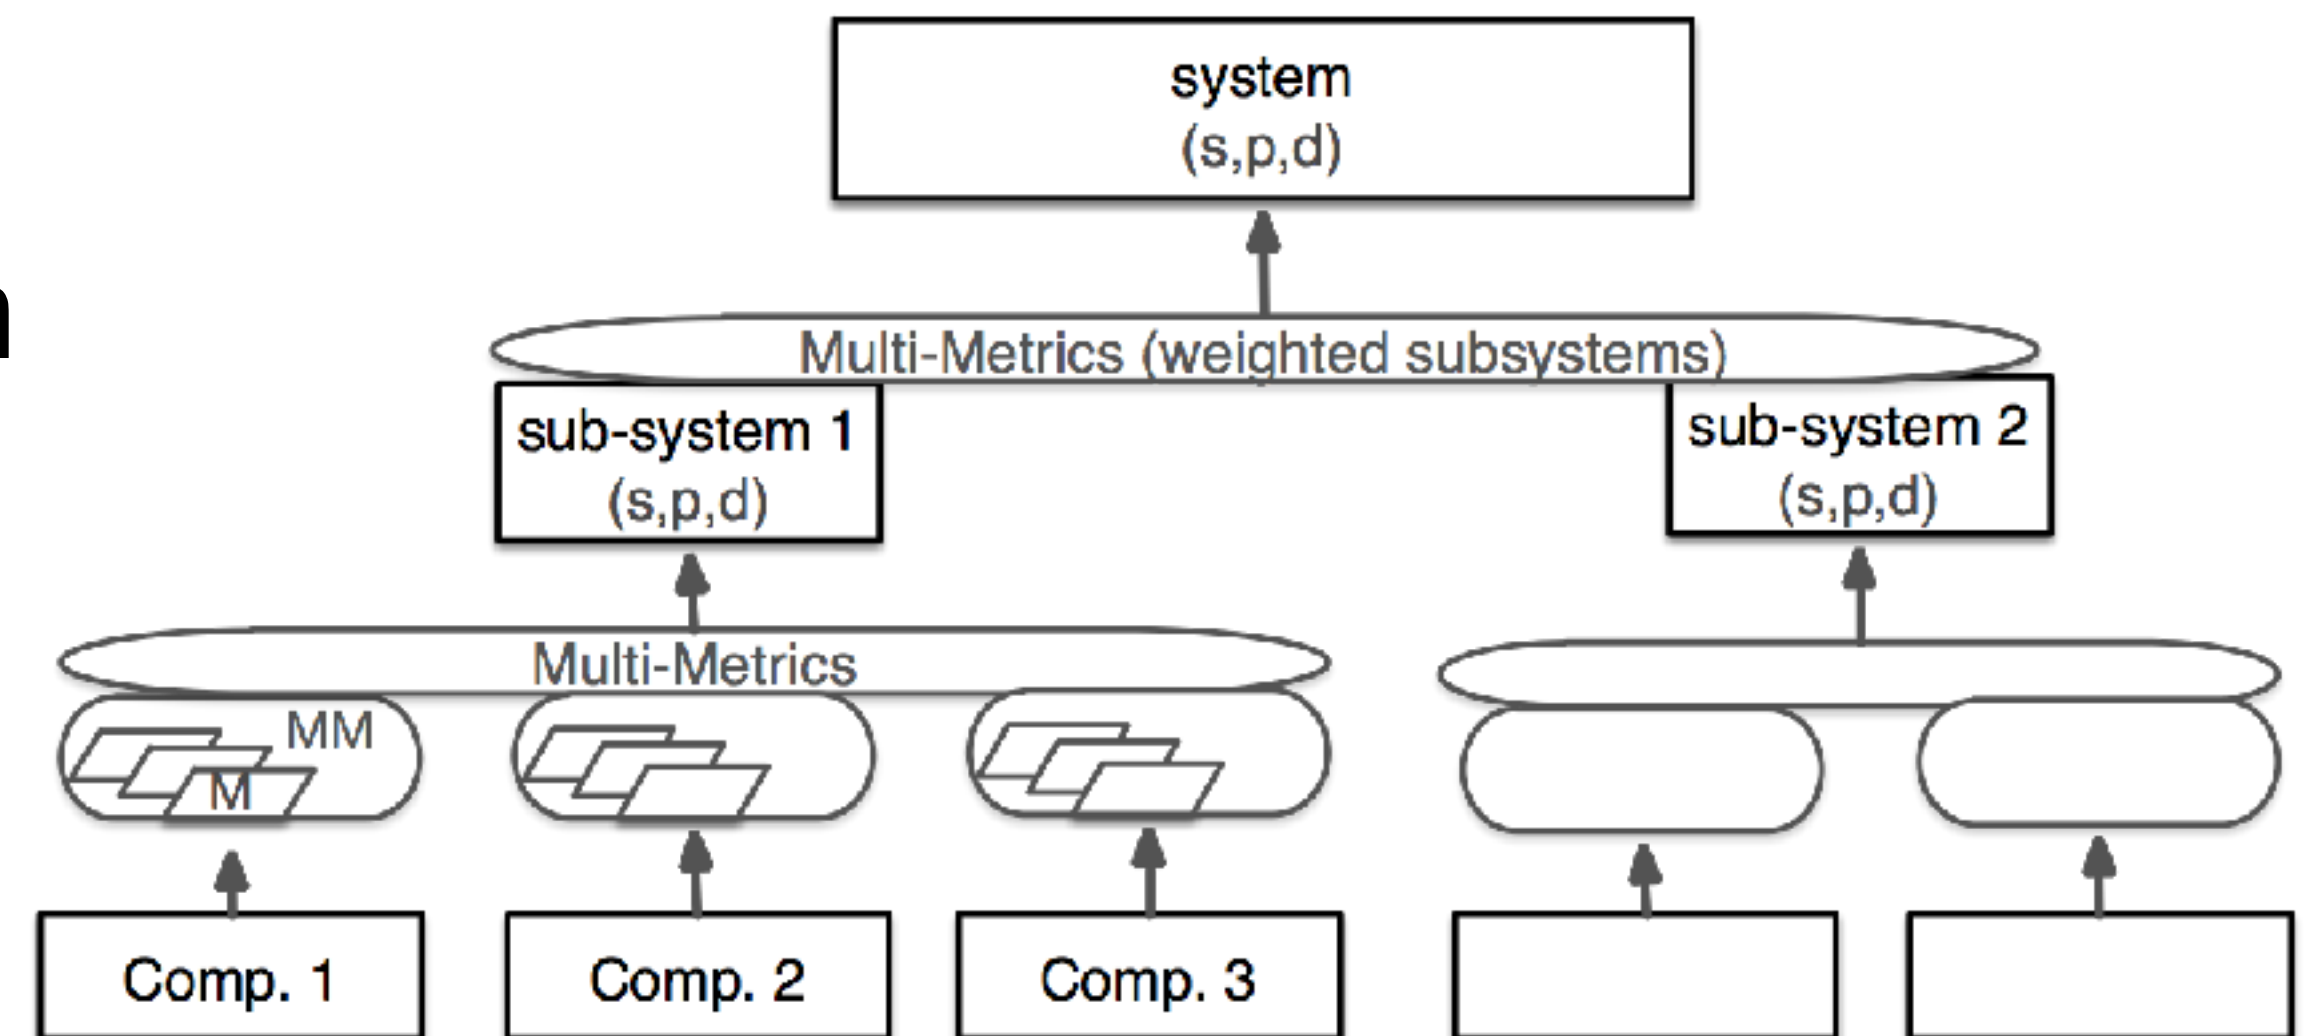 system
(s,p,d)
Multi-Metrics (weighted subsystems)
sub-system 1
(s,p,d)
sub-system 2
(s,p,d)
Multi-Metrics
MM
M
Comp. 1
Comp. 2
Comp. 3